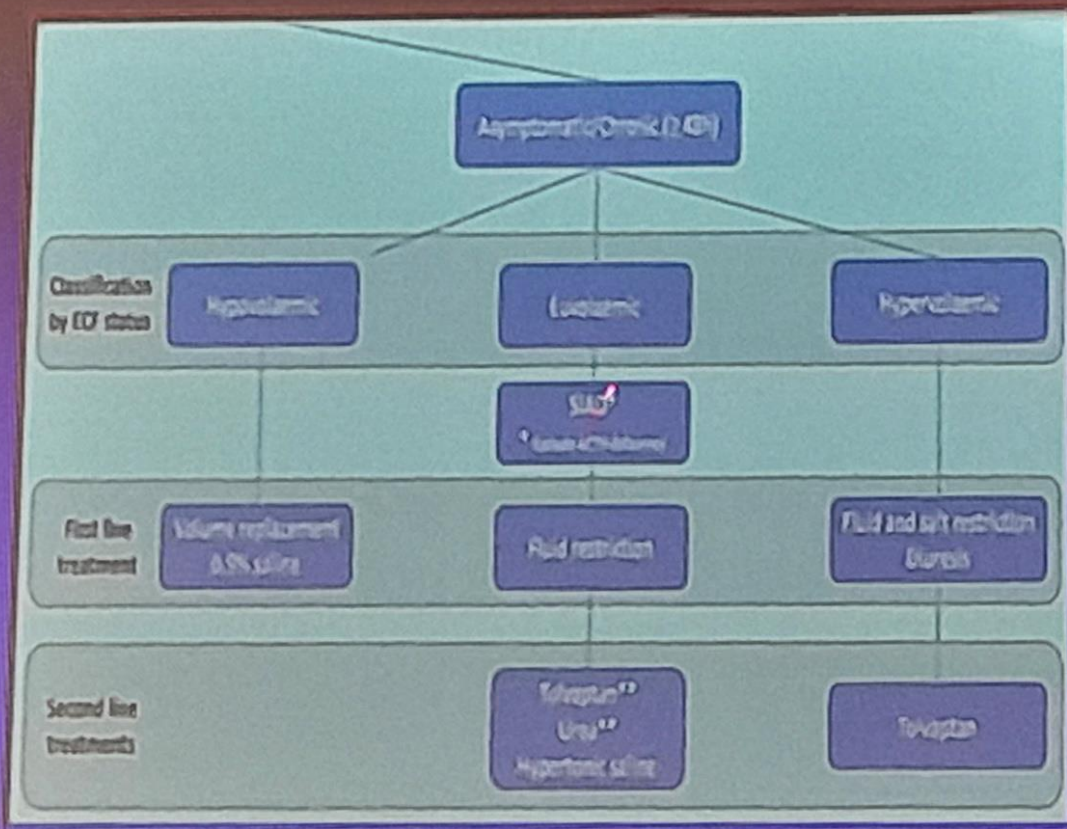 Asymptomatic/Chronic (≥48h)
Classification
by ECF status
Hypovolaemic
Euvolaemic
Hypervolaemic
First line
treatment
Volume replacement
0.9% saline
Fluid restriction
Fluid and salt restriction
Diuresis
Second line
treatments
Tolvaptan
Urea
Hypertonic saline
Tolvaptan